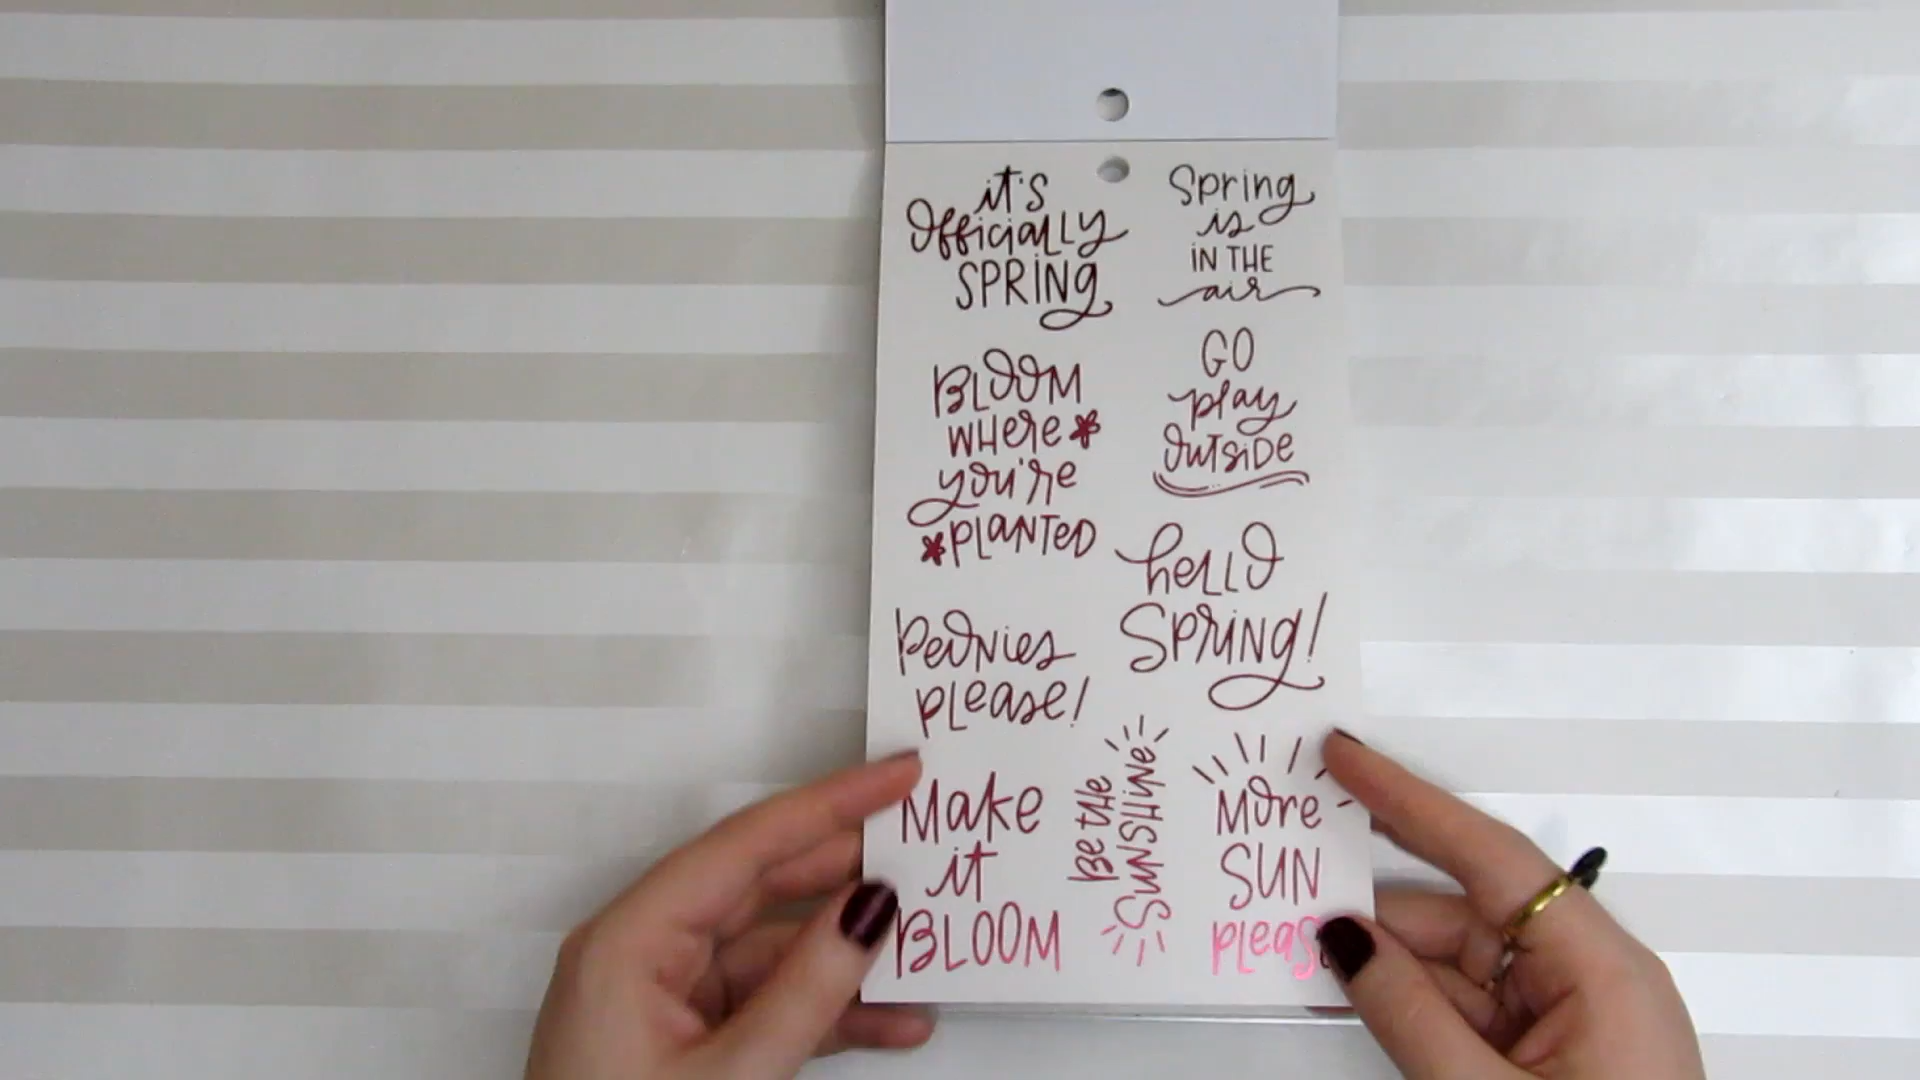 it's
Officially
SPRING
Spring
is
IN THE
air
BLOOM
WHere
you're
PLANTED
GO
play
OUTSIDE
hello
Spring!
Peonies
please!
Make
it
BLOOM
Be the
SUNSHINE
More
SUN
please